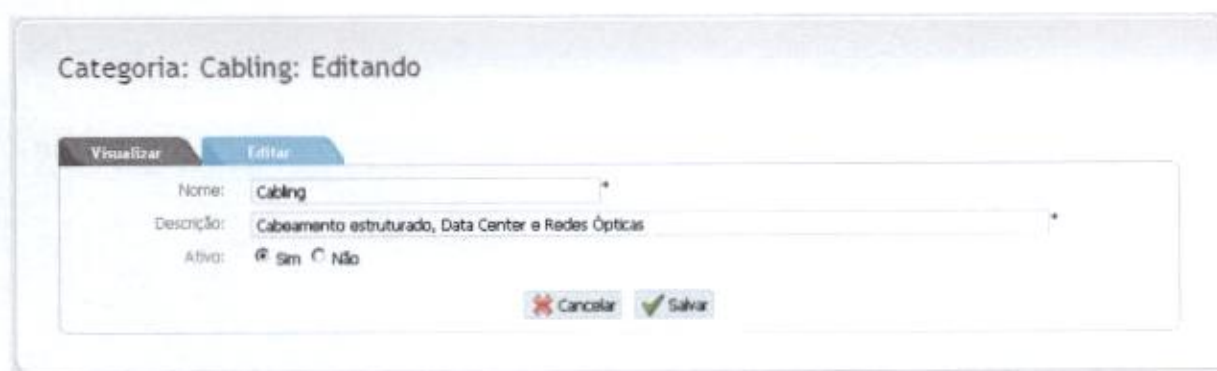 Categoria: Cabling: Editando
Visualizar Editar
Nome: Cabling *
Descrição: Cabeamento estruturado, Data Center e Redes Ópticas *
Ativo: Sim Não
Cancelar Salvar